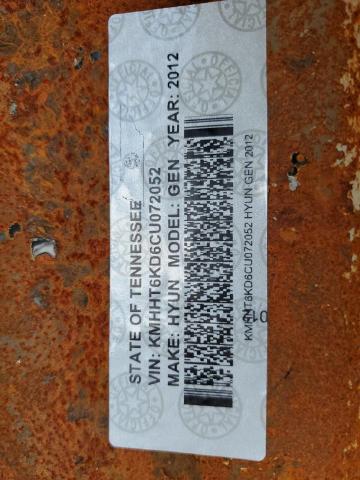 STATE OF TENNESSEE
VIN: KMHHT6KD6CU072052
MAKE: HYUN MODEL: GEN YEAR: 2012
KMHHT6KD6CU072052 HYUN GEN 2012